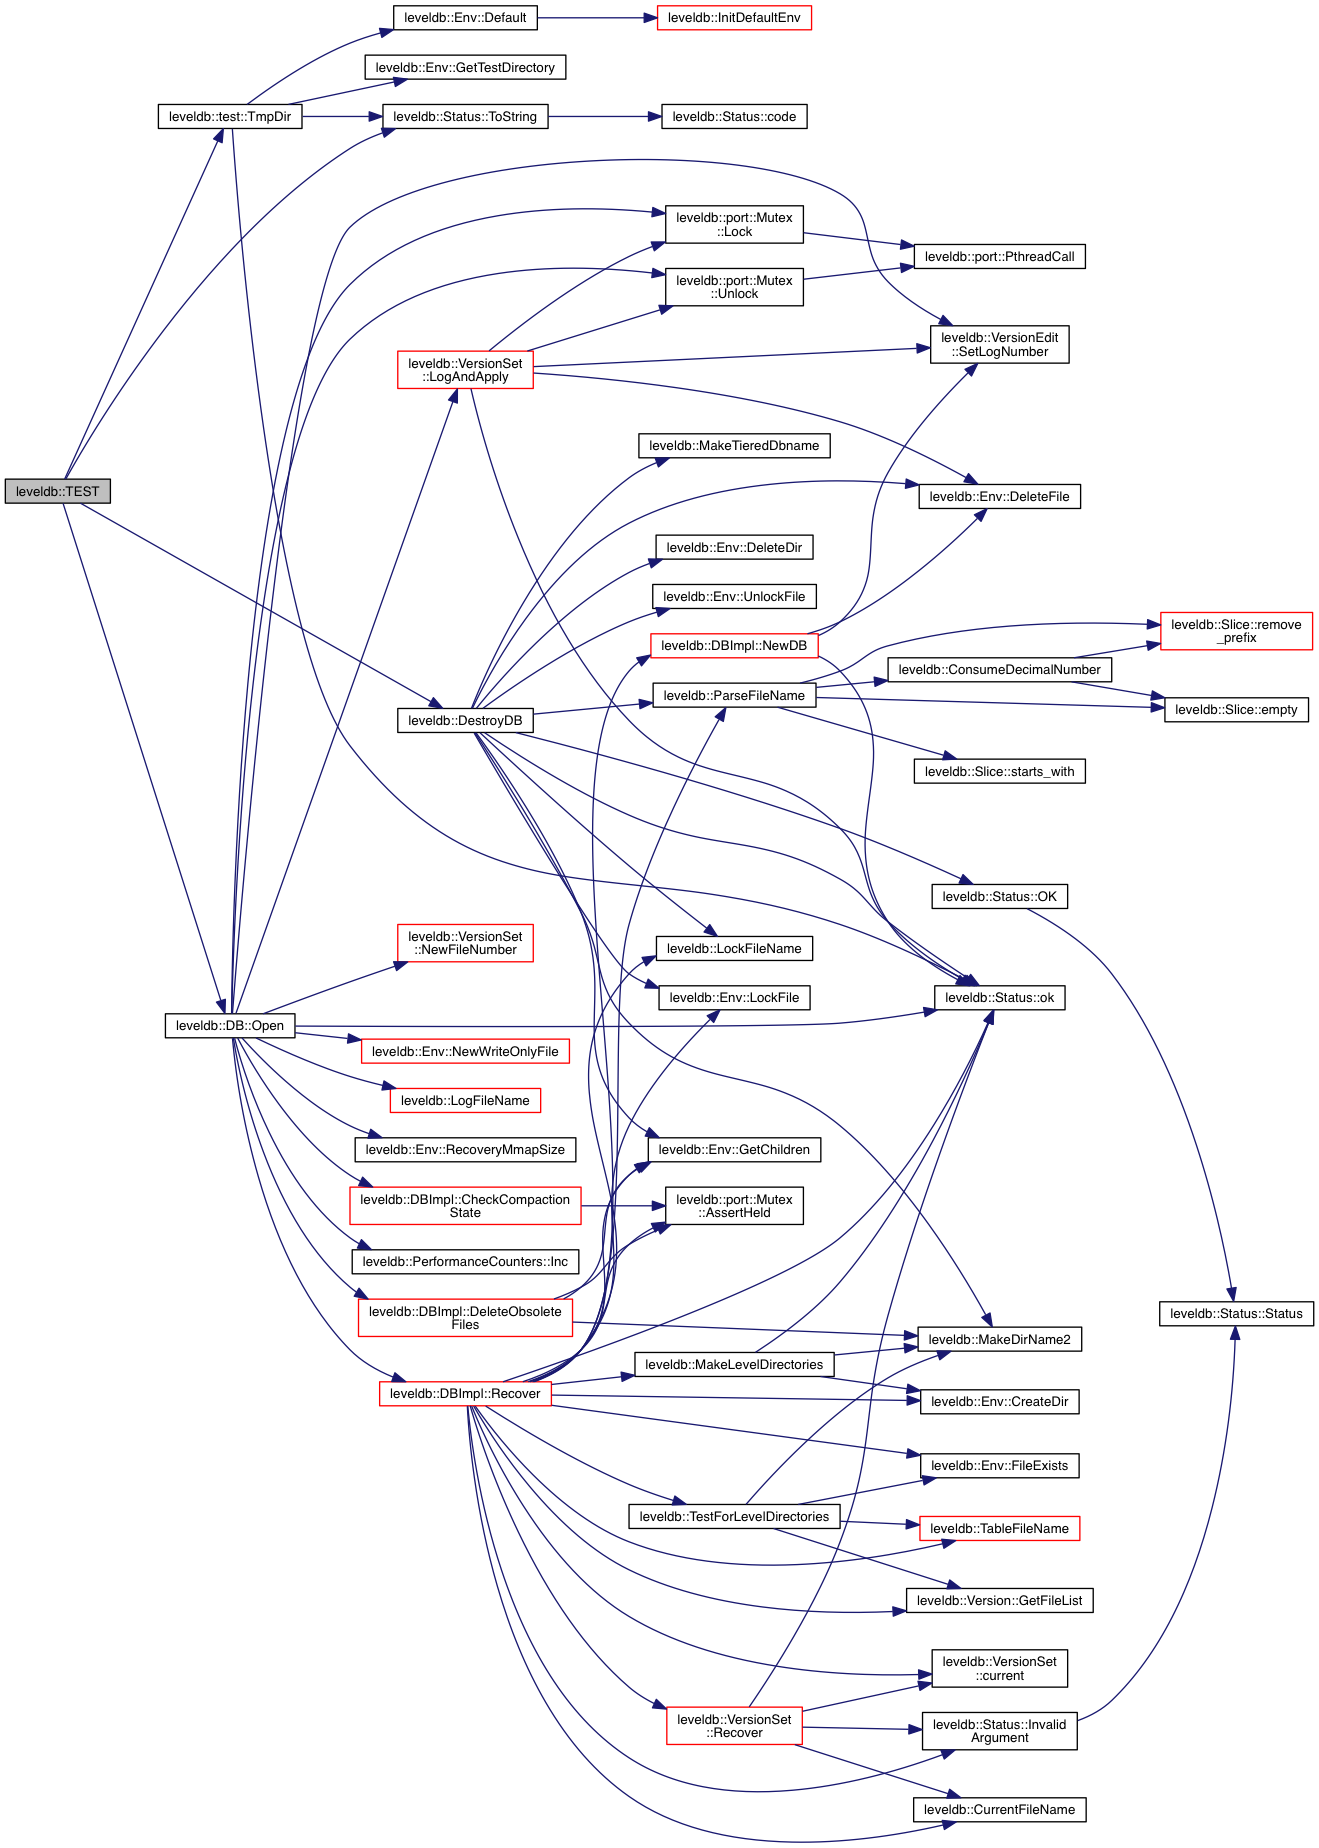 leveldb::Env::Default
leveldb::InitDefaultEnv
leveldb::Env::GetTestDirectory
leveldb::test::TmpDir
leveldb::Status::ToString
leveldb::Status::code
leveldb::port::Mutex
::Lock
leveldb::port::PthreadCall
leveldb::port::Mutex
::Unlock
leveldb::VersionEdit
::SetLogNumber
leveldb::VersionSet
::LogAndApply
leveldb::MakeTieredDbname
leveldb::TEST
leveldb::Env::DeleteFile
leveldb::Env::DeleteDir
leveldb::Env::UnlockFile
leveldb::Slice::remove
_prefix
leveldb::DBImpl::NewDB
leveldb::ConsumeDecimalNumber
leveldb::ParseFileName
leveldb::Slice::empty
leveldb::DestroyDB
leveldb::Slice::starts_with
leveldb::Status::OK
leveldb::VersionSet
::NewFileNumber
leveldb::LockFileName
leveldb::Env::LockFile
leveldb::Status::ok
leveldb::DB::Open
leveldb::Env::NewWriteOnlyFile
leveldb::LogFileName
leveldb::Env::RecoveryMmapSize
leveldb::Env::GetChildren
leveldb::DBImpl::CheckCompaction
State
leveldb::port::Mutex
::AssertHeld
leveldb::PerformanceCounters::Inc
leveldb::Status::Status
leveldb::DBImpl::DeleteObsolete
Files
leveldb::MakeDirName2
leveldb::MakeLevelDirectories
leveldb::DBImpl::Recover
leveldb::Env::CreateDir
leveldb::Env::FileExists
leveldb::TestForLevelDirectories
leveldb::TableFileName
leveldb::Version::GetFileList
leveldb::VersionSet
::current
leveldb::VersionSet
::Recover
leveldb::Status::Invalid
Argument
leveldb::CurrentFileName